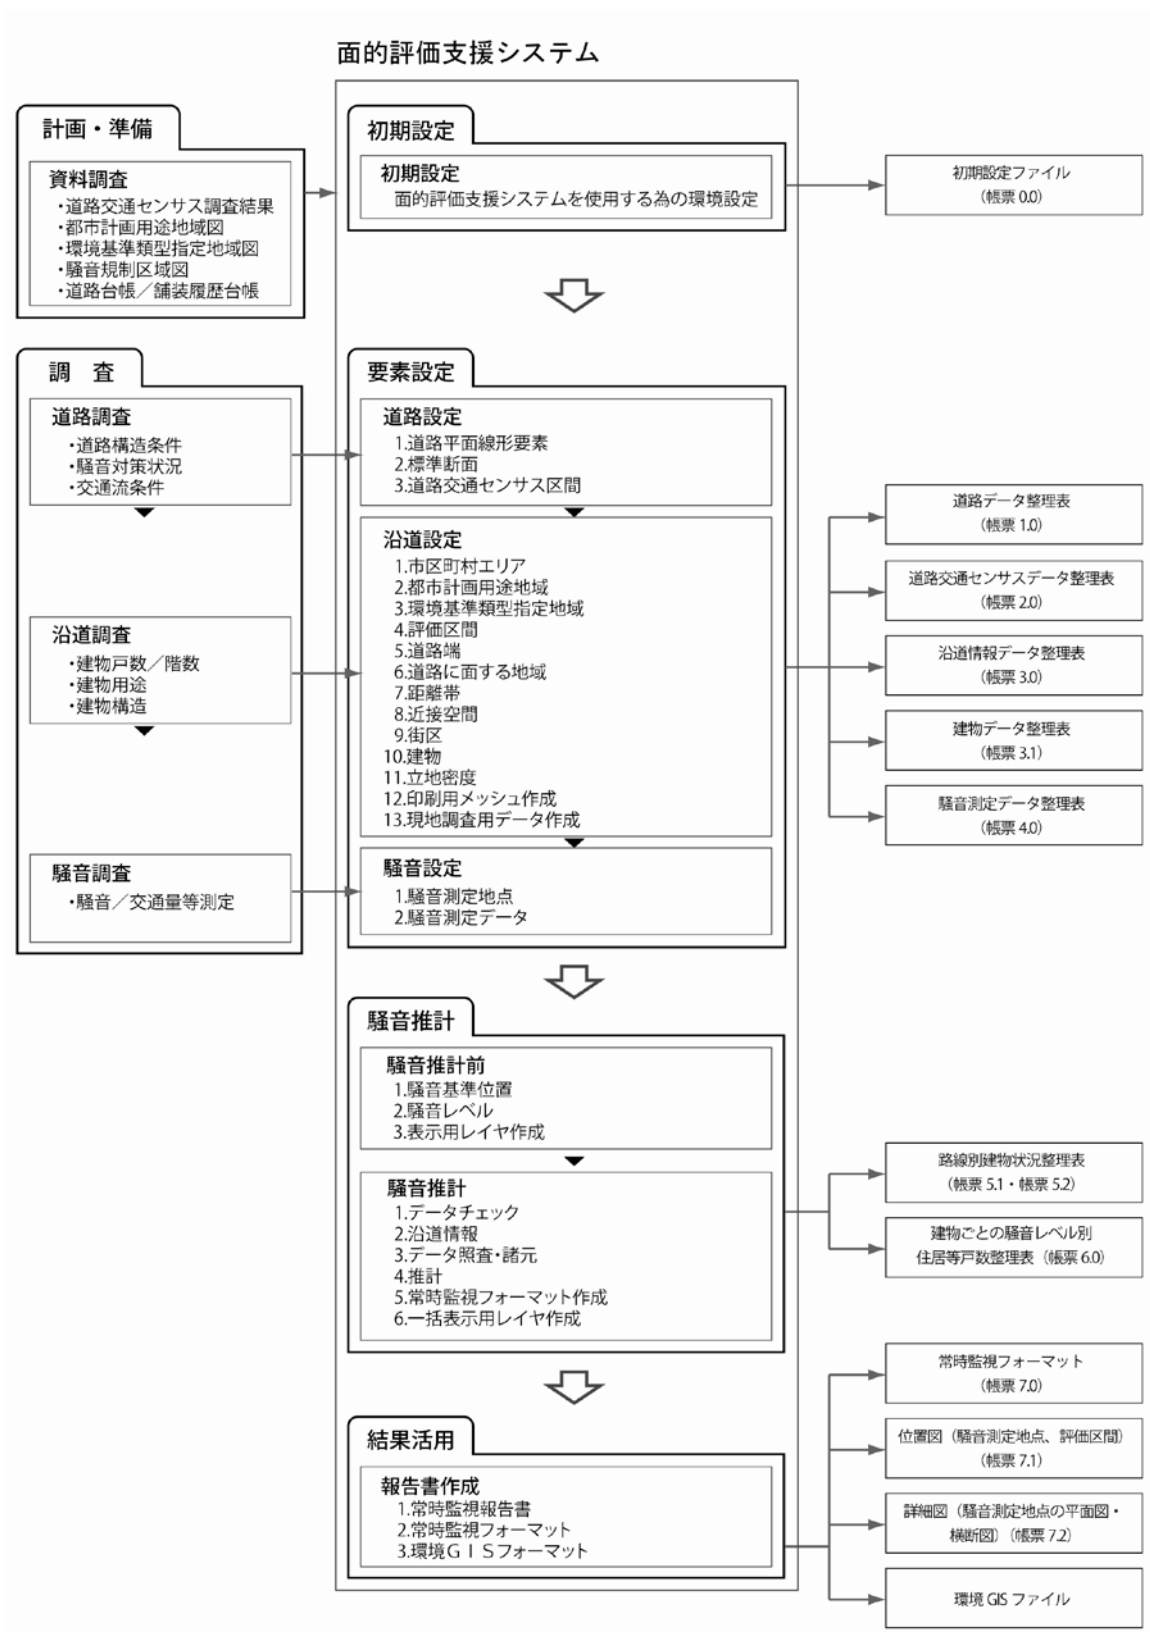 面的評価支援システム
計画・準備
資料調査
・道路交通センサス調査結果
・都市計画用途地域図
・環境基準類型指定地域図
・騒音規制区域図
・道路台帳／舗装履歴台帳
初期設定
初期設定
面的評価支援システムを使用する為の環境設定
初期設定ファイル
（帳票 0.0）
調　査
道路調査
・道路構造条件
・騒音対策状況
・交通流条件
沿道調査
・建物戸数／階数
・建物用途
・建物構造
騒音調査
・騒音／交通量等測定
要素設定
道路設定
1.道路平面線形要素
2.標準断面
3.道路交通センサス区間
沿道設定
1.市区町村エリア
2.都市計画用途地域
3.環境基準類型指定地域
4.評価区間
5.道路端
6.道路に面する地域
7.距離帯
8.近接空間
9.街区
10.建物
11.立地密度
12.印刷用メッシュ作成
13.現地調査用データ作成
騒音設定
1.騒音測定地点
2.騒音測定データ
道路データ整理表
（帳票 1.0）
道路交通センサスデータ整理表
（帳票 2.0）
沿道情報データ整理表
（帳票 3.0）
建物データ整理表
（帳票 3.1）
騒音測定データ整理表
（帳票 4.0）
騒音推計
騒音推計前
1.騒音基準位置
2.騒音レベル
3.表示用レイヤ作成
騒音推計
1.データチェック
2.沿道情報
3.データ照査・諸元
4.推計
5.常時監視フォーマット作成
6.一括表示用レイヤ作成
路線別建物状況整理表
（帳票 5.1・帳票 5.2）
建物ごとの騒音レベル別
住居等戸数整理表（帳票 6.0）
結果活用
報告書作成
1.常時監視報告書
2.常時監視フォーマット
3.環境ＧＩＳフォーマット
常時監視フォーマット
（帳票 7.0）
位置図（騒音測定地点、評価区間）
（帳票 7.1）
詳細図（騒音測定地点の平面図・
横断図）（帳票 7.2）
環境 GIS ファイル